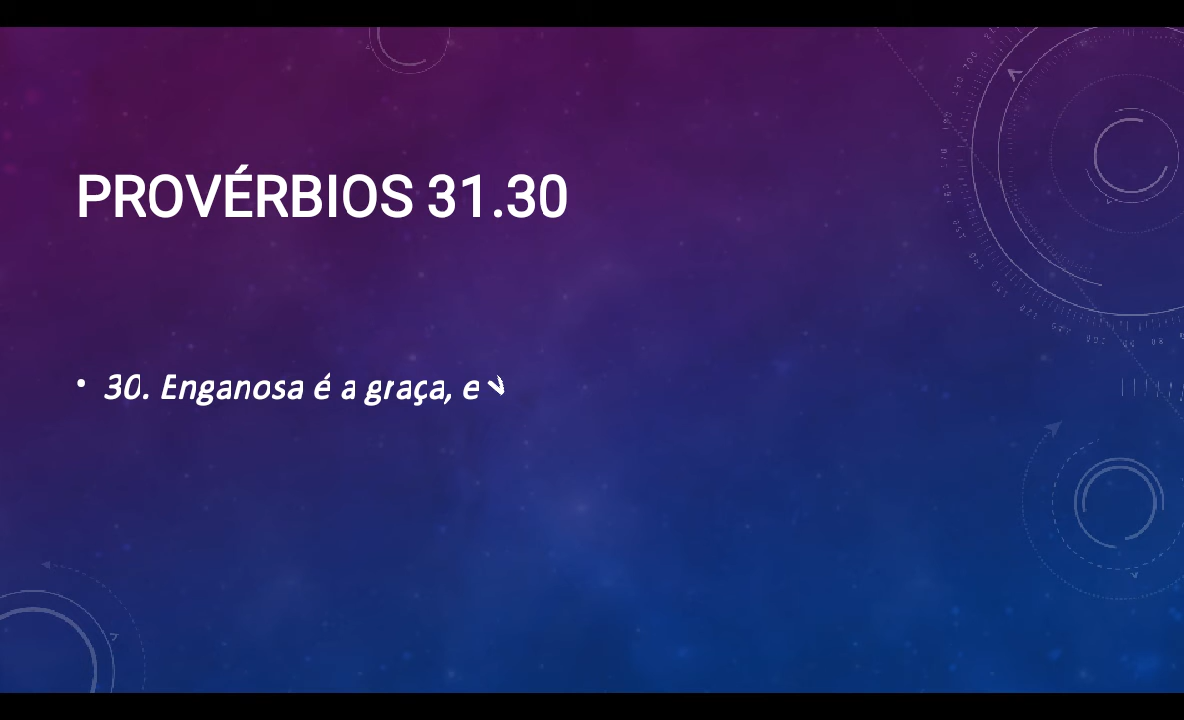 PROVÉRBIOS 31.30
• 30. Enganosa é a graça, e